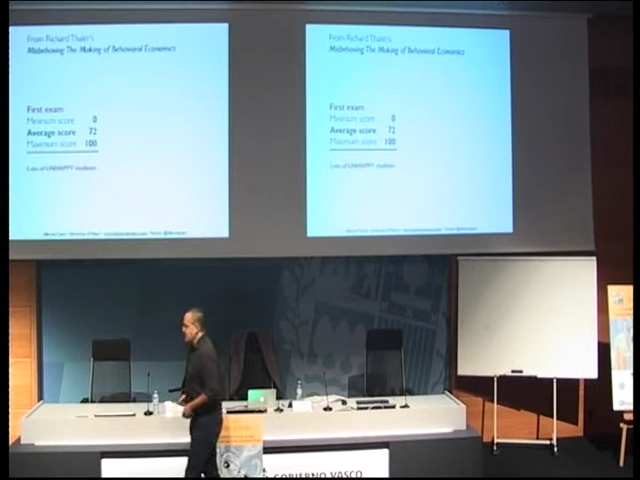 From Richard Thaler's
Misbehaving The Making of Behavioral Economics
First exam
Minimum score 0
Average score 72
Maximum score 100
Lots of UNHAPPY students
From Richard Thaler's
Misbehaving The Making of Behavioral Economics
First exam
Minimum score 0
Average score 72
Maximum score 100
Lots of UNHAPPY students
GOBIERNO VASCO